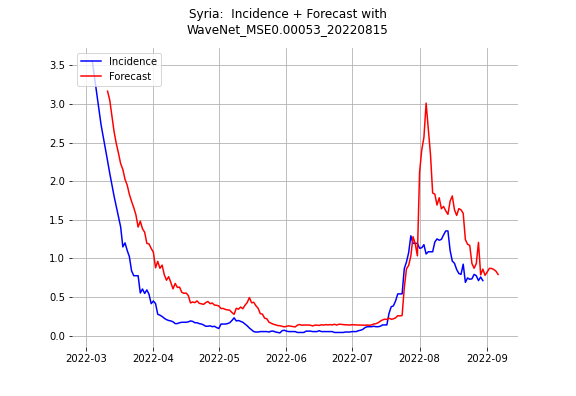 Syria:  Incidence + Forecast with
WaveNet_MSE0.00053_20220815
Incidence
Forecast
3.5
3.0
2.5
2.0
1.5
1.0
0.5
0.0
2022-03 2022-04 2022-05 2022-06 2022-07 2022-08 2022-09